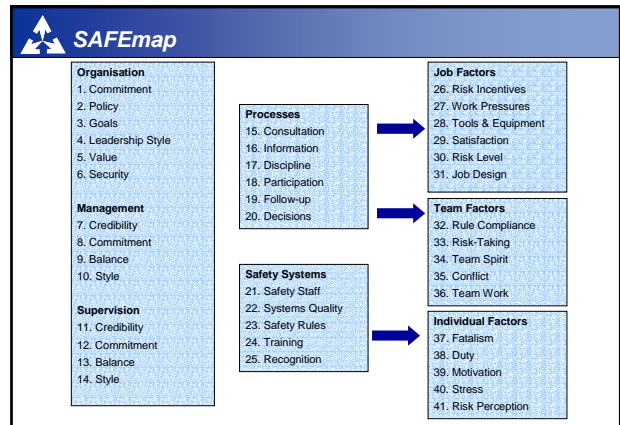 SAFEmap
Organisation
1. Commitment
2. Policy
3. Goals
4. Leadership Style
5. Value
6. Security
Management
7. Credibility
8. Commitment
9. Balance
10. Style
Supervision
11. Credibility
12. Commitment
13. Balance
14. Style
Processes
15. Consultation
16. Information
17. Discipline
18. Participation
19. Follow-up
20. Decisions
Safety Systems
21. Safety Staff
22. Systems Quality
23. Safety Rules
24. Training
25. Recognition
Job Factors
26. Risk Incentives
27. Work Pressures
28. Tools & Equipment
29. Satisfaction
30. Risk Level
31. Job Design
Team Factors
32. Rule Compliance
33. Risk-Taking
34. Team Spirit
35. Conflict
36. Team Work
Individual Factors
37. Fatalism
38. Duty
39. Motivation
40. Stress
41. Risk Perception